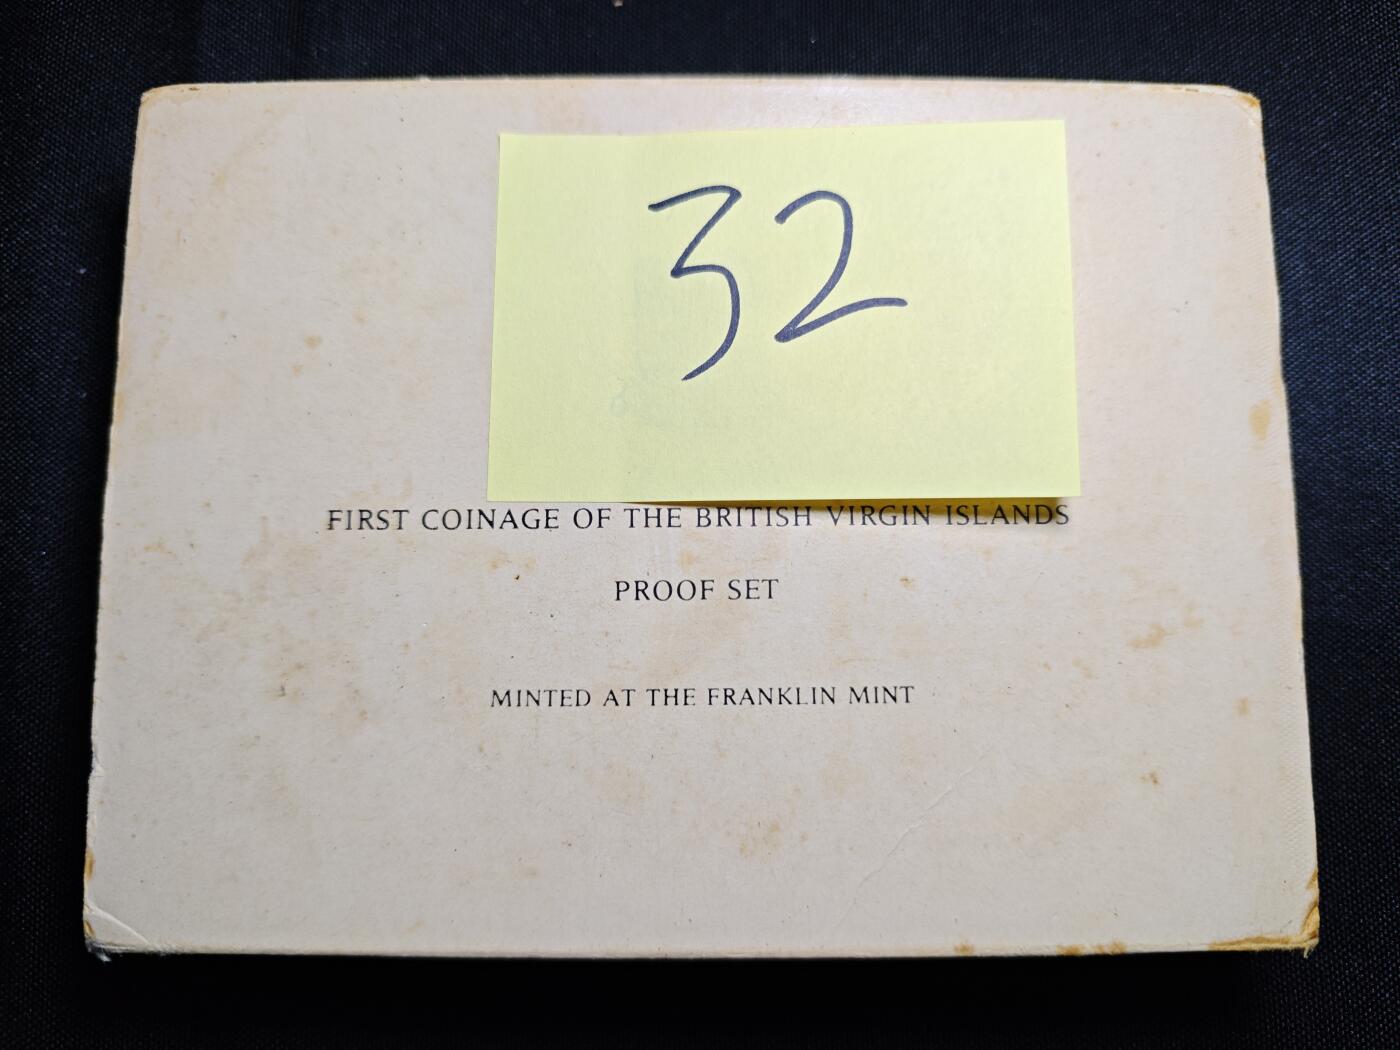 32
FIRST COINAGE OF THE BRITISH VIRGIN ISLANDS
PROOF SET
MINTED AT THE FRANKLIN MINT